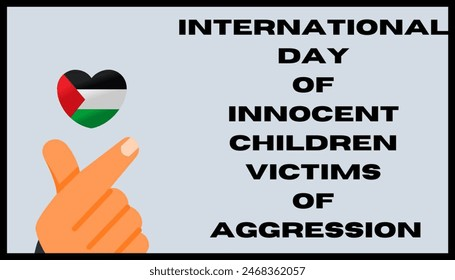 INTERNATIONAL
DAY
OF
INNOCENT
CHILDREN
VICTIMS
OF
AGGRESSION
shutterstock.com · 2468362057